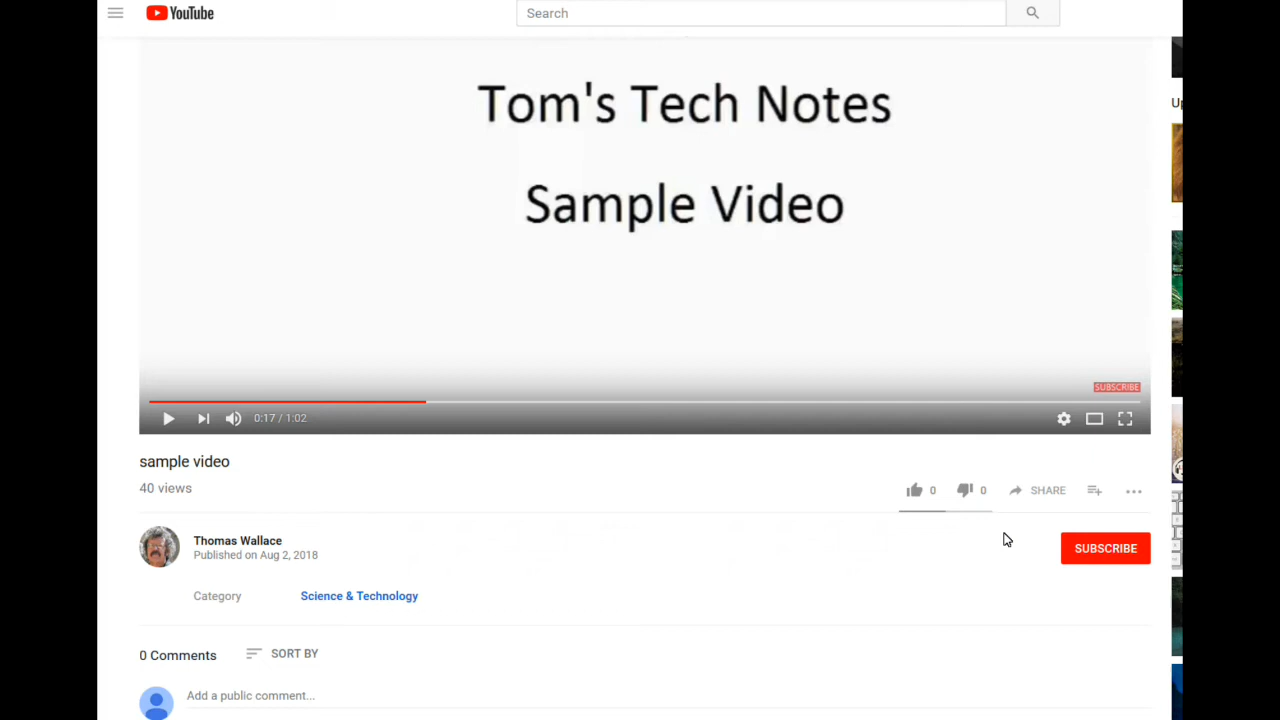 YouTube
Search
Up
Tom's Tech Notes
Sample Video
SUBSCRIBE
0:17 / 1:02
sample video
40 views
0 0 SHARE
Thomas Wallace
Published on Aug 2, 2018
SUBSCRIBE
Category Science & Technology
0 Comments SORT BY
Add a public comment...